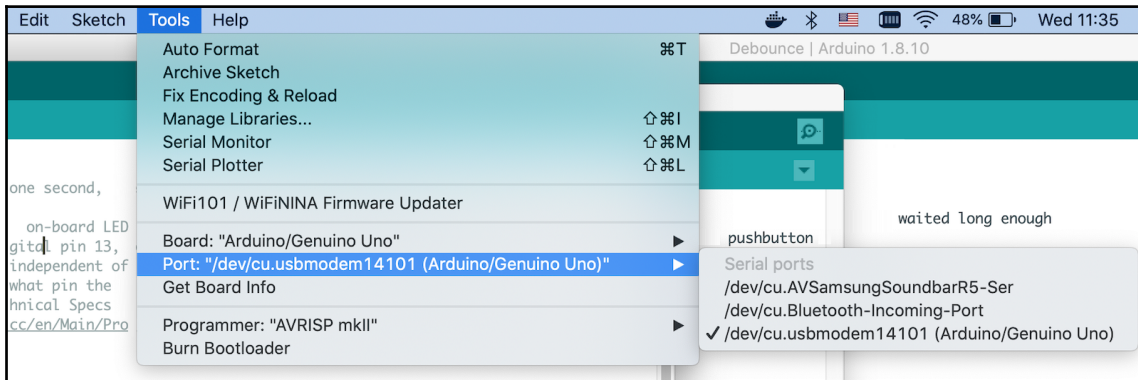 Edit Sketch Tools Help 48% Wed 11:35
Debounce | Arduino 1.8.10
Auto Format ⌘T
Archive Sketch
Fix Encoding & Reload
Manage Libraries... ⇧⌘I
Serial Monitor ⇧⌘M
Serial Plotter ⇧⌘L
WiFi101 / WiFiNINA Firmware Updater
Board: "Arduino/Genuino Uno"
Port: "/dev/cu.usbmodem14101 (Arduino/Genuino Uno)"
Get Board Info
Programmer: "AVRISP mkII"
Burn Bootloader
one second,
on-board LED
gital pin 13,
independent of
what pin the
hnical Specs
cc/en/Main/Pro
waited long enough
pushbutton
Serial ports
/dev/cu.AVSamsungSoundbarR5-Ser
/dev/cu.Bluetooth-Incoming-Port
✓ /dev/cu.usbmodem14101 (Arduino/Genuino Uno)